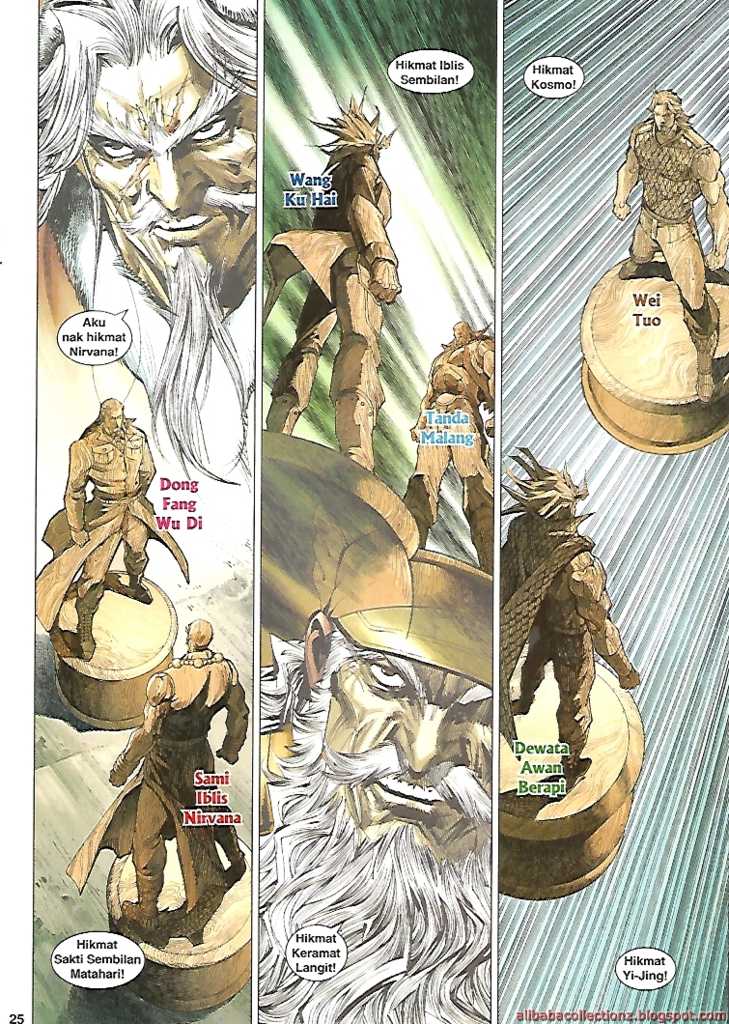 Aku
nak hikmat
Nirvana!
Dong
Fang
Wu Di
Sami
Iblis
Nirvana
Hikmat
Sakti Sembilan
Matahari!
Hikmat Iblis
Sembilan!
Wang
Ku Hai
Tanda
Malang
Hikmat
Keramat
Langit!
Hikmat
Kosmo!
Wei
Tuo
Dewata
Awan
Berapi
Hikmat
Yi-Jing!
25
alibabacollectionz.blogspot.com